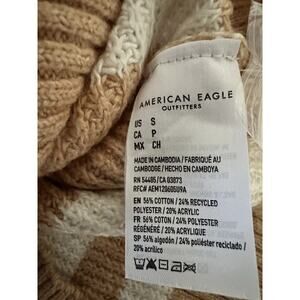 AMERICAN EAGLE
OUTFITTERS
US S
CA P
MX CH
MADE IN CAMBODIA / FABRIQUÉ AU
CAMBODGE / HECHO EN CAMBOYA
RN 54485/CA 03873
RFC# AEM120605U9A
EN 56% COTTON / 24% RECYCLED
POLYESTER / 20% ACRYLIC
FR 56% COTON / 24% POLYESTER
RÉGÉNÉRÉ / 20% ACRYLIQUE
SP 56% algodón / 24% poliéster reciclado /
20% acrílico